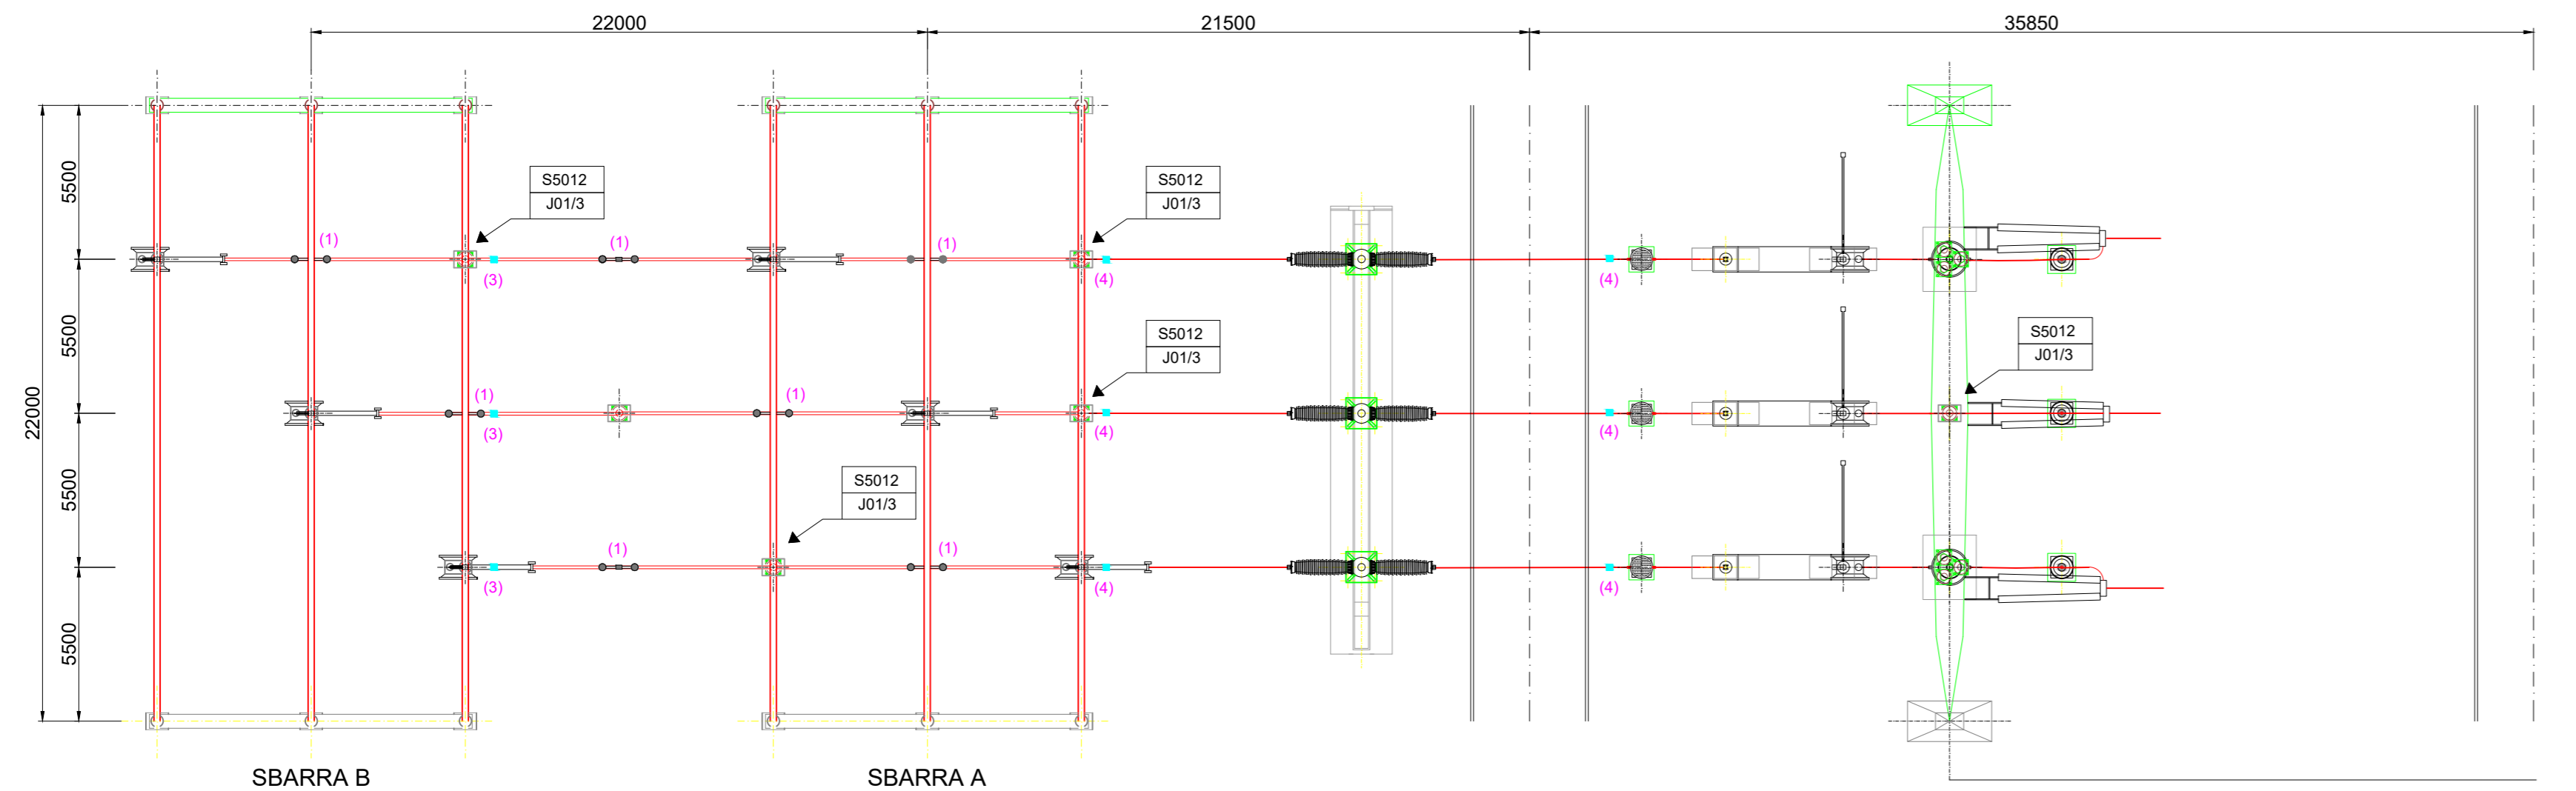 22000
21500
35850
5500
5500
5500
5500
22000
S5012
J01/3
S5012
J01/3
(1)
(1)
(1)
(3)
(4)
(4)
S5012
J01/3
S5012
J01/3
(1)
(1)
(3)
(4)
(4)
S5012
J01/3
(1)
(1)
(3)
(4)
(4)
SBARRA B
SBARRA A